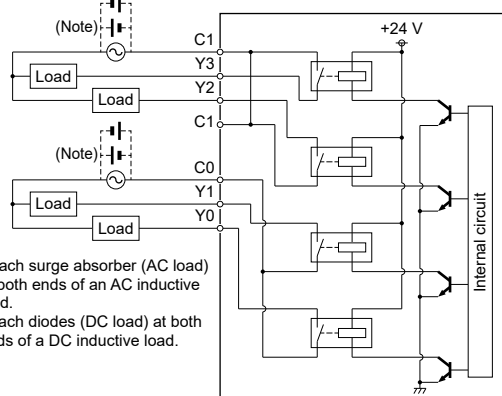 (Note)
+24 V
C1
Y3
Load
Y2
Load
C1
(Note)
C0
Y1
Load
Y0
Load
Internal circuit
ach surge absorber (AC load)
both ends of an AC inductive
d.
ach diodes (DC load) at both
ds of a DC inductive load.